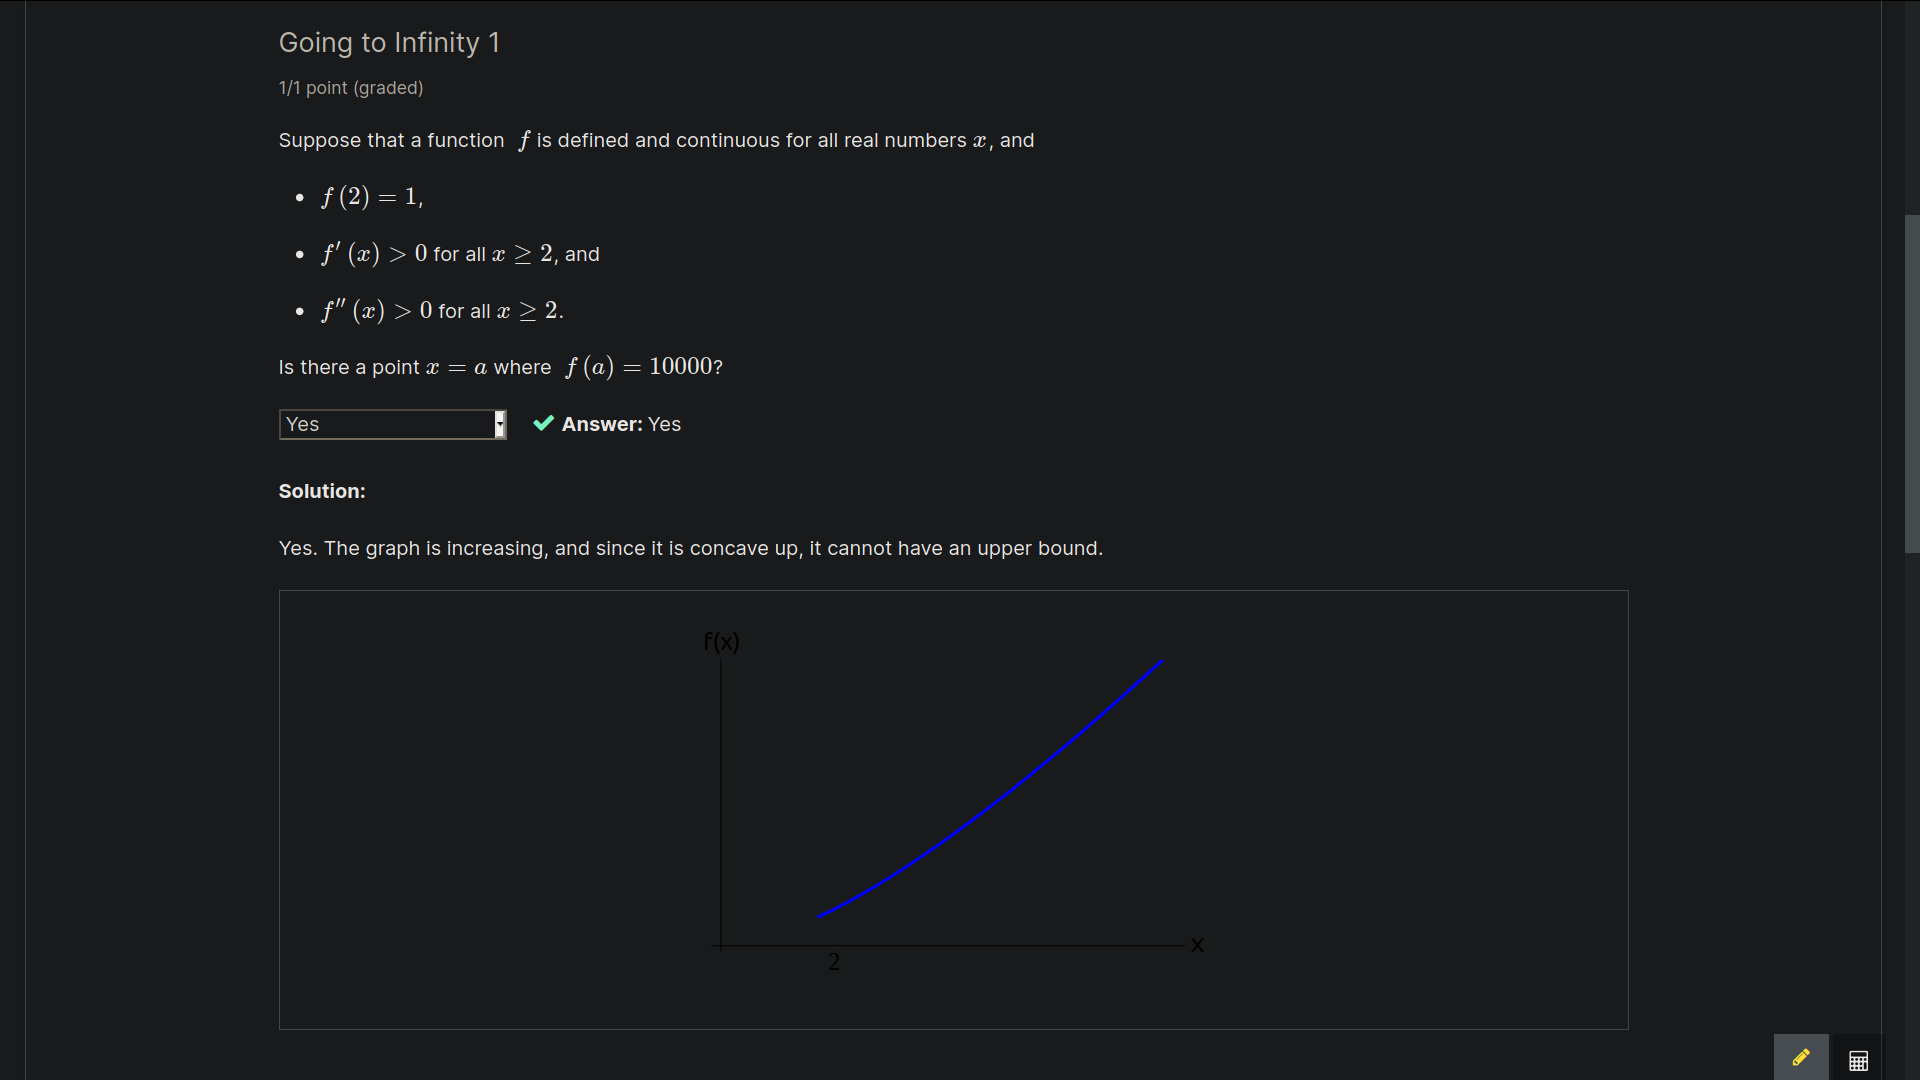 Going to Infinity 1
1/1 point (graded)
Suppose that a function f is defined and continuous for all real numbers x, and
• f (2) = 1,
• f′ (x) > 0 for all x ≥ 2, and
• f″ (x) > 0 for all x ≥ 2.
Is there a point x = a where f (a) = 10000?
Yes Answer: Yes
Solution:
Yes. The graph is increasing, and since it is concave up, it cannot have an upper bound.
f(x)
x
2